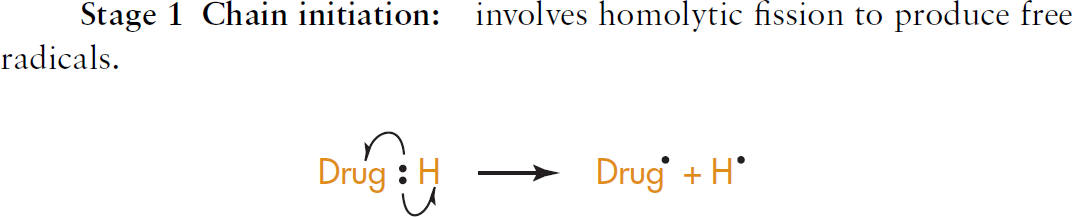 Stage 1 Chain initiation: involves homolytic fission to produce free
radicals.
Drug : H ⟶ Drug• + H•